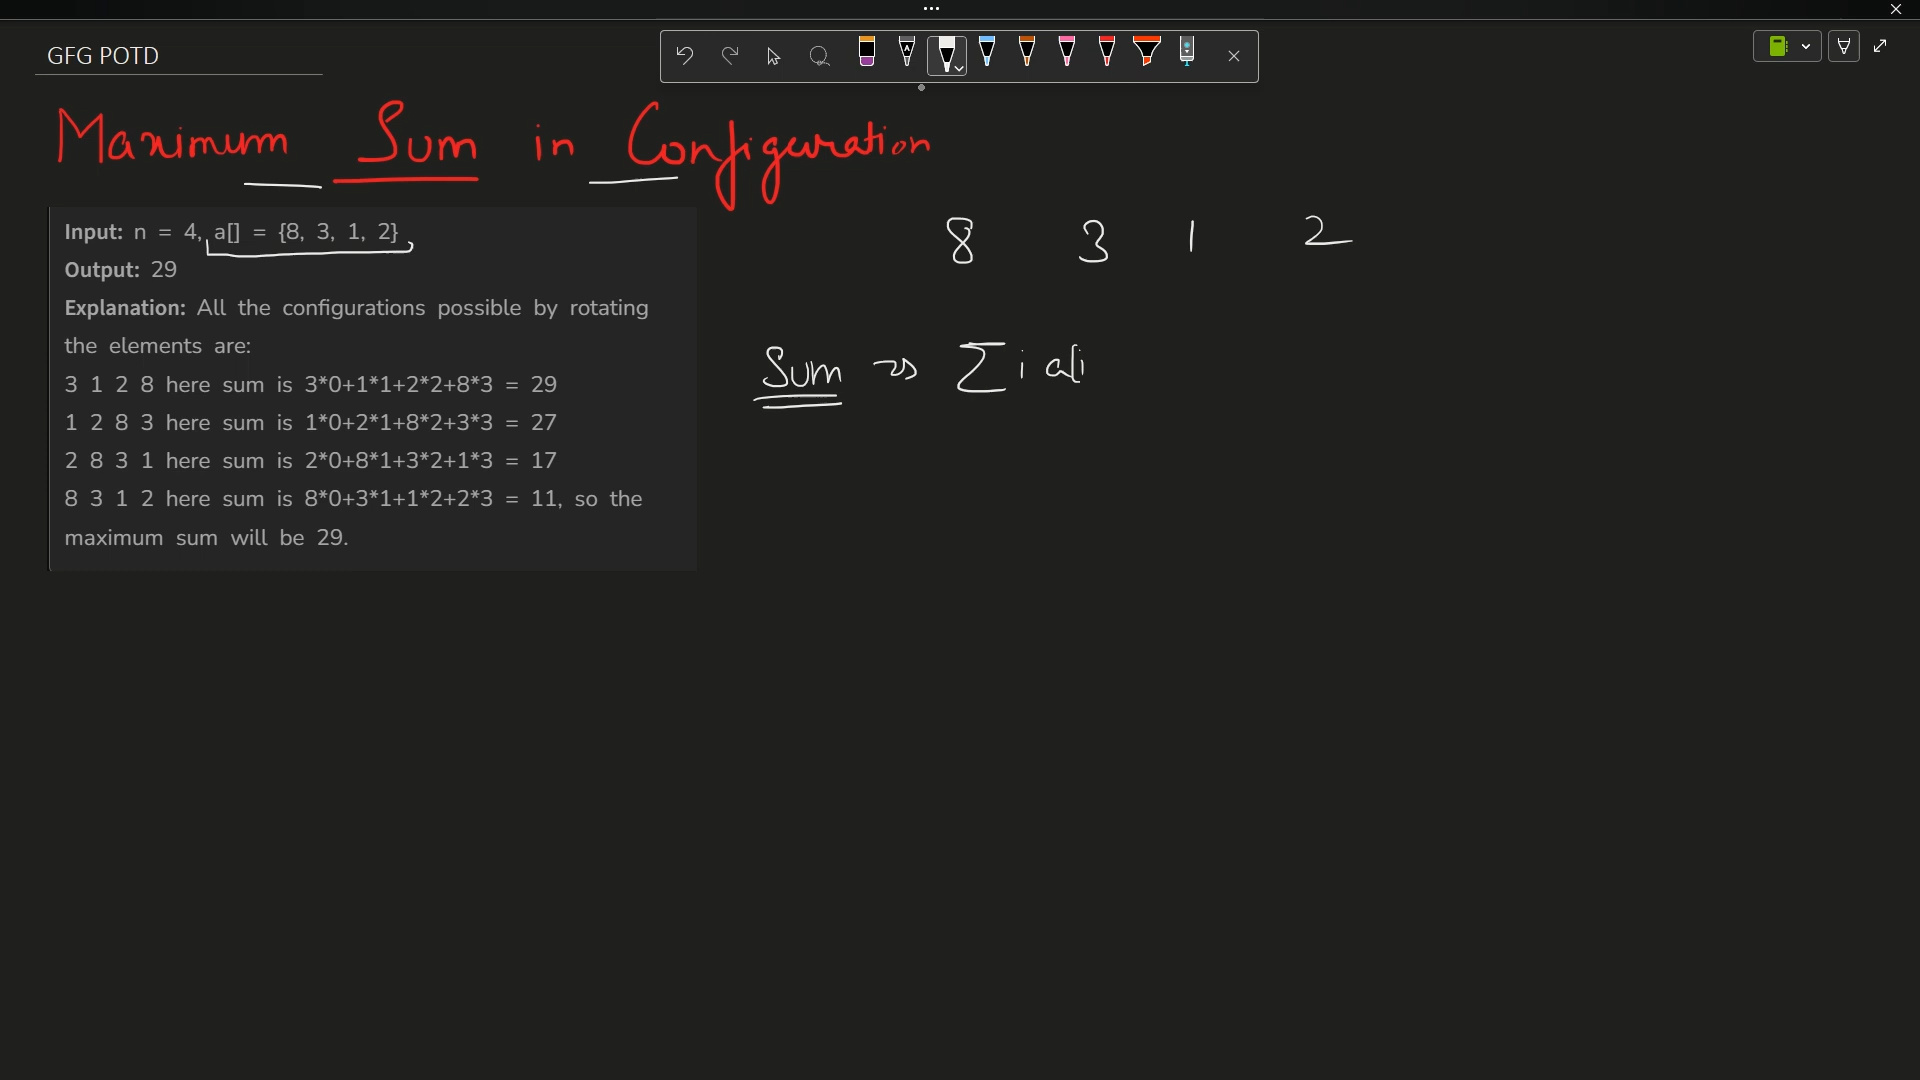 GFG POTD
Maximum Sum in Configuration
Input: n = 4, a[] = {8, 3, 1, 2}
Output: 29
Explanation: All the configurations possible by rotating
the elements are:
3 1 2 8 here sum is 3*0+1*1+2*2+8*3 = 29
1 2 8 3 here sum is 1*0+2*1+8*2+3*3 = 27
2 8 3 1 here sum is 2*0+8*1+3*2+1*3 = 17
8 3 1 2 here sum is 8*0+3*1+1*2+2*3 = 11, so the
maximum sum will be 29.
8 3 1 2
Sum ⇒ Σ i a[i